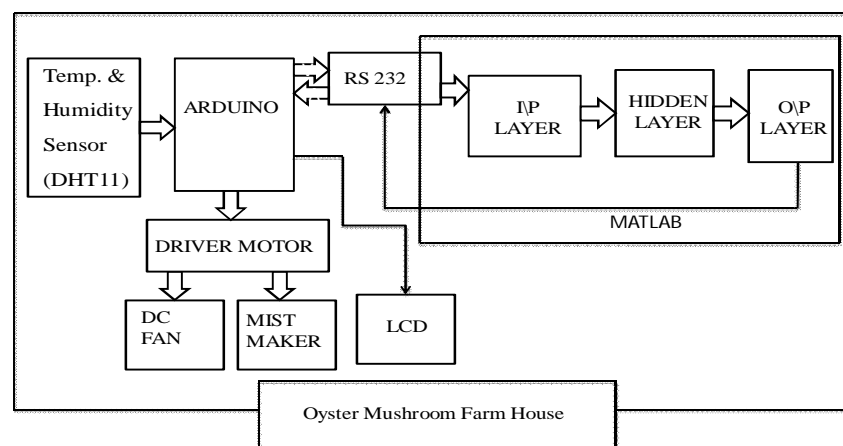 Temp. &
Humidity
Sensor
(DHT11)
ARDUINO
RS 232
I\P
LAYER
HIDDEN
LAYER
O\P
LAYER
MATLAB
DRIVER MOTOR
DC
FAN
MIST
MAKER
LCD
Oyster Mushroom Farm House